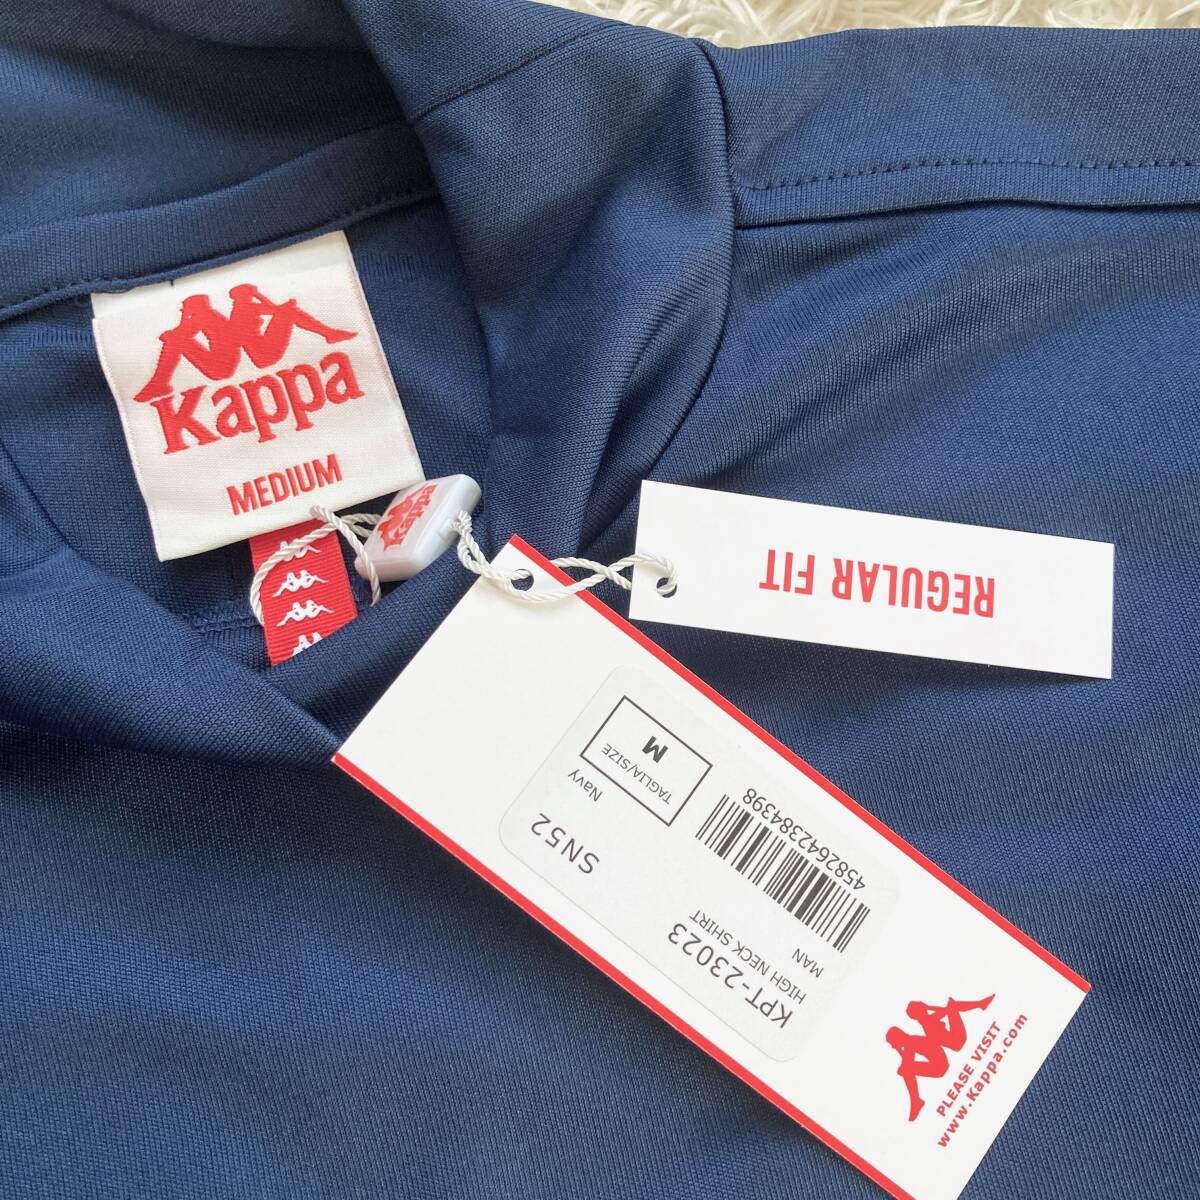 Kappa
MEDIUM
Kappa
REGULAR FIT
KPT-23023
HIGH NECK SHIRT
MAN
SN52
Navy
TAGLIA/SIZE
M
4582642384398
PLEASE VISIT
www.Kappa.com